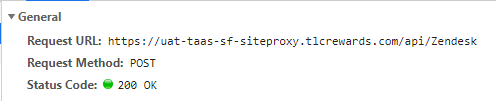 General
Request URL: https://uat-taas-sf-siteproxy.tlcrewards.com/api/Zendesk
Request Method: POST
Status Code: 200 OK